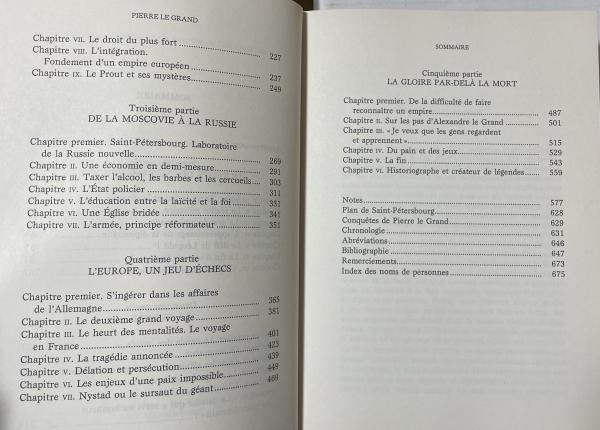 PIERRE LE GRAND
Chapitre VII. Le droit du plus fort ........ 227
Chapitre VIII. L'intégration.
Fondement d'un empire européen ........ 237
Chapitre IX. Le Prout et ses mystères ........ 249
Troisième partie
DE LA MOSCOVIE À LA RUSSIE
Chapitre premier. Saint-Pétersbourg. Laboratoire
de la Russie nouvelle ........ 269
Chapitre II. Une économie en demi-mesure ........ 291
Chapitre III. Taxer l'alcool, les barbes et les cercueils ........ 303
Chapitre IV. L'État policier ........ 311
Chapitre V. L'éducation entre la laïcité et la foi ........ 331
Chapitre VI. Une Église bridée ........ 341
Chapitre VII. L'armée, principe réformateur ........ 351
Quatrième partie
L'EUROPE, UN JEU D'ÉCHECS
Chapitre premier. S'ingérer dans les affaires
de l'Allemagne ........ 365
Chapitre II. Le deuxième grand voyage ........ 381
Chapitre III. Le heurt des mentalités. Le voyage
en France ........ 401
Chapitre IV. La tragédie annoncée ........ 423
Chapitre V. Délation et persécution ........ 439
Chapitre VI. Les enjeux d'une paix impossible ........ 449
Chapitre VII. Nystad ou le sursaut du géant ........ 469
SOMMAIRE
Cinquième partie
LA GLOIRE PAR-DELÀ LA MORT
Chapitre premier. De la difficulté de faire
reconnaître un empire ........ 487
Chapitre II. Sur les pas d'Alexandre le Grand ........ 501
Chapitre III. « Je veux que les gens regardent
et apprennent » ........ 515
Chapitre IV. Du pain et des jeux ........ 529
Chapitre V. La fin ........ 543
Chapitre VI. Historiographe et créateur de légendes ........ 559
Notes ........ 577
Plan de Saint-Pétersbourg ........ 628
Conquêtes de Pierre le Grand ........ 629
Chronologie ........ 631
Abréviations ........ 646
Bibliographie ........ 647
Remerciements ........ 673
Index des noms de personnes ........ 675